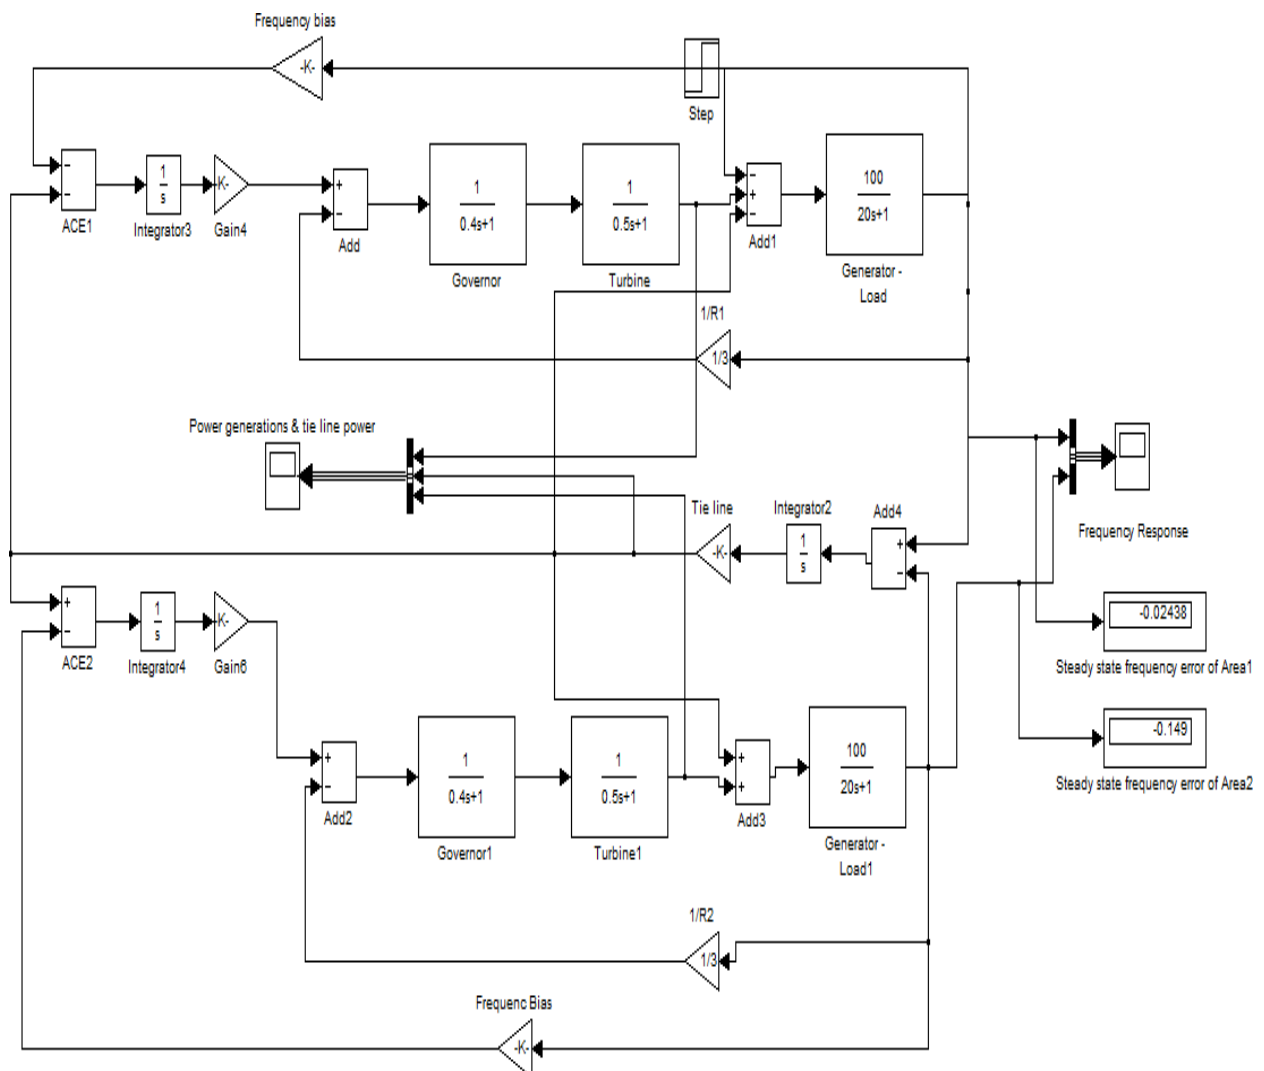 Frequency bias
-K-
Step
-
-
ACE1
1
s
Integrator3
-K-
Gain4
+
-
Add
1
0.4s+1
Governor
1
0.5s+1
Turbine
-
+
-
Add1
100
20s+1
Generator -
Load
1/R1
1/3
Power generations & tie line power
Tie line
-K-
Integrator2
1
s
Add4
+
-
Frequency Response
-0.02438
Steady state frequency error of Area1
-0.149
Steady state frequency error of Area2
+
-
ACE2
1
s
Integrator4
-K-
Gain6
+
-
Add2
1
0.4s+1
Governor1
1
0.5s+1
Turbine1
+
+
Add3
100
20s+1
Generator -
Load1
1/R2
1/3
Frequenc Bias
-K-